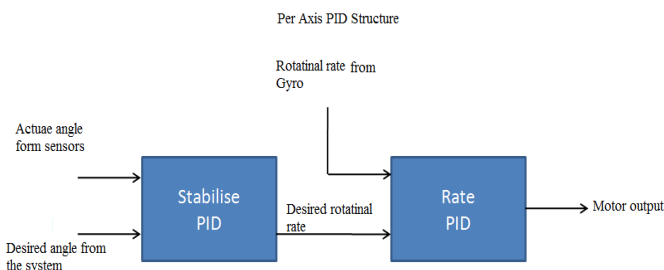 Per Axis PID Structure
Rotatinal rate from
Gyro
Actuae angle
form sensors
Stabilise
PID
Rate
PID
Desired rotatinal
rate
Motor output
Desired angle from
the system